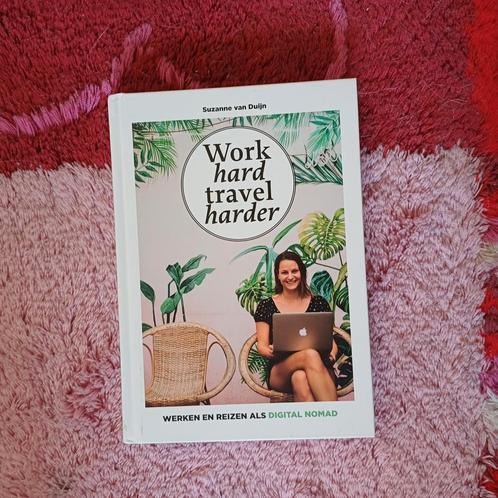 Suzanne van Duijn
Work
hard
travel
harder
WERKEN EN REIZEN ALS DIGITAL NOMAD